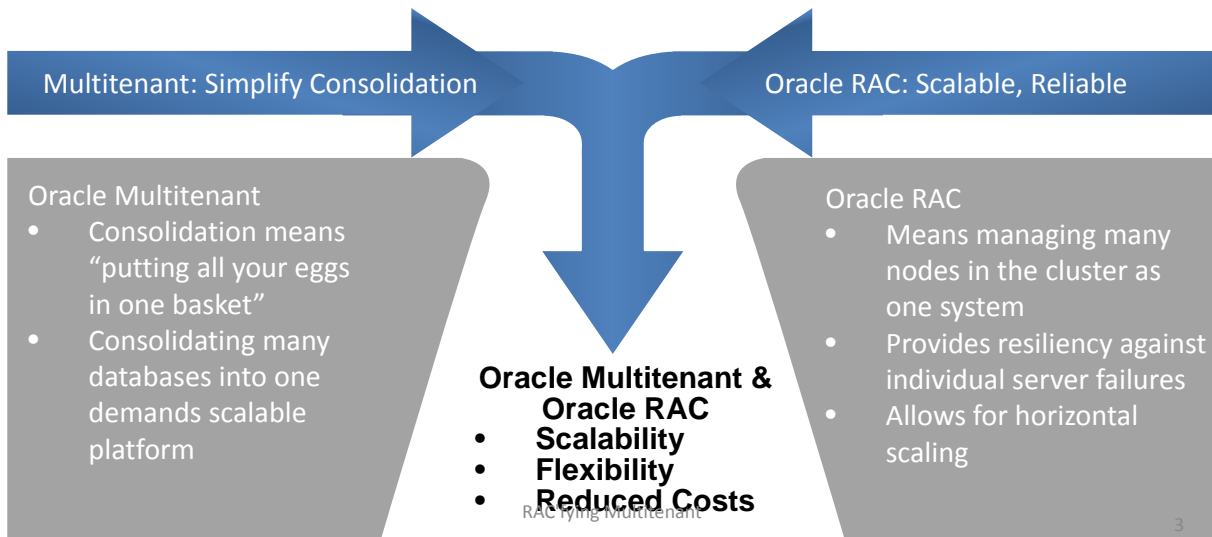 Multitenant: Simplify Consolidation
Oracle RAC: Scalable, Reliable
Oracle Multitenant
• Consolidation means
“putting all your eggs
in one basket”
• Consolidating many
databases into one
demands scalable
platform
Oracle Multitenant &
Oracle RAC
• Scalability
• Flexibility
• Reduced Costs
Oracle RAC
• Means managing many
nodes in the cluster as
one system
• Provides resiliency against
individual server failures
• Allows for horizontal
scaling
RAC'fying Multitenant
3